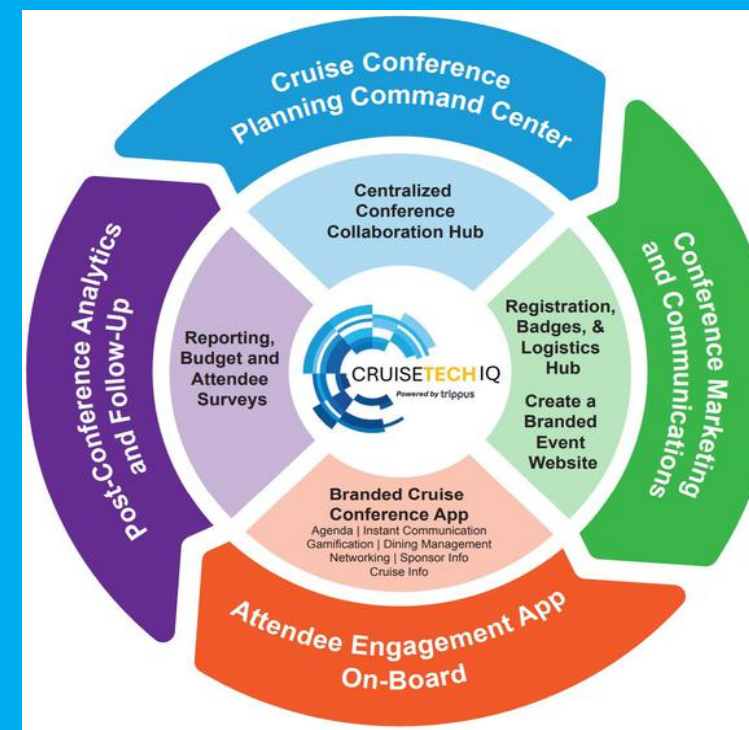 Cruise Conference
Planning Command Center
Centralized
Conference
Collaboration Hub
Conference Marketing
and Communications
Registration,
Badges, &
Logistics
Hub
Create a
Branded
Event
Website
Attendee Engagement App
On-Board
Branded Cruise
Conference App
Agenda | Instant Communication
Gamification | Dining Management
Networking | Sponsor Info
Cruise Info
Post-Conference Analytics
and Follow-Up
Reporting,
Budget and
Attendee
Surveys
CRUISETECHIQ
Powered by trippus